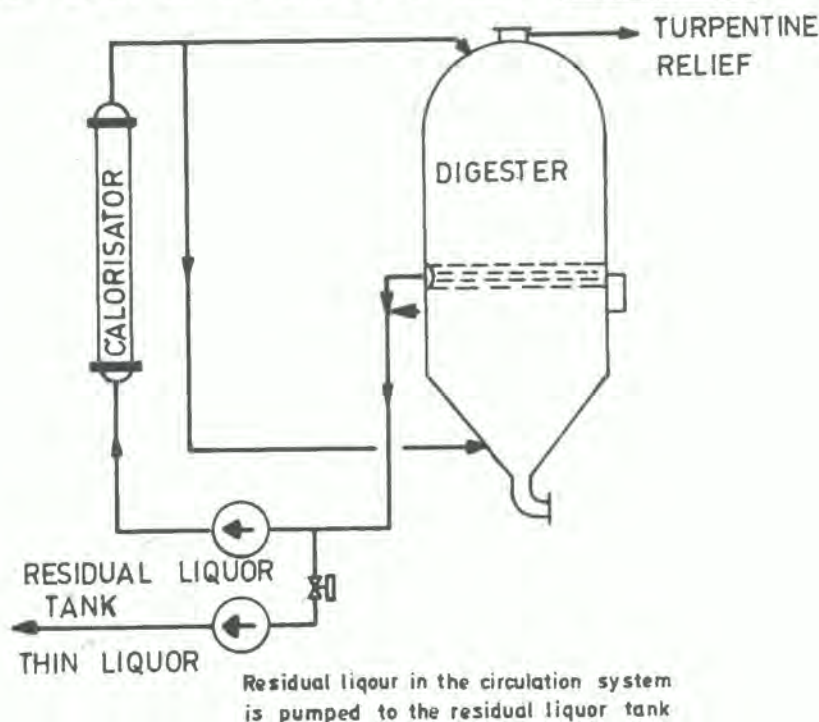 TURPENTINE
RELIEF
DIGESTER
CALORISATOR
RESIDUAL LIQUOR
TANK
THIN LIQUOR
Residual liqour in the circulation system
is pumped to the residual liquor tank